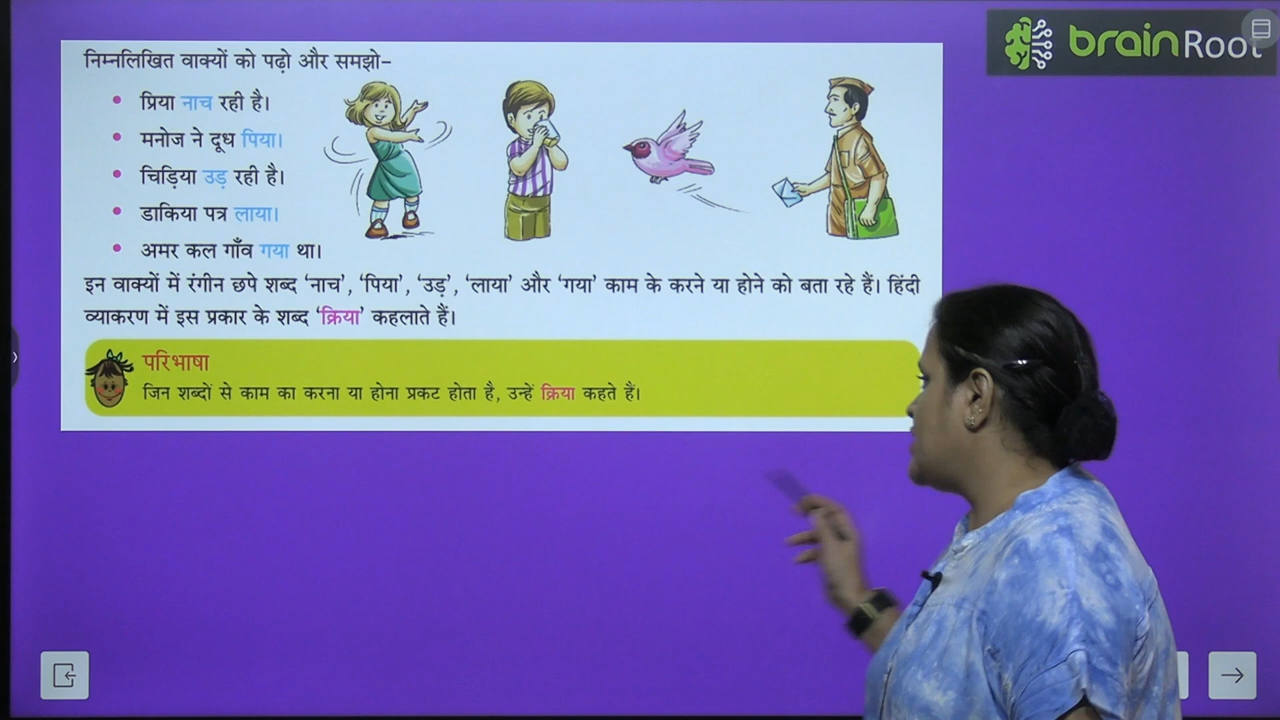 brainRoot
निम्नलिखित वाक्यों को पढ़ो और समझो–
• प्रिया नाच रही है।
• मनोज ने दूध पिया।
• चिड़िया उड़ रही है।
• डाकिया पत्र लाया।
• अमर कल गाँव गया था।
इन वाक्यों में रंगीन छपे शब्द ‘नाच’, ‘पिया’, ‘उड़’, ‘लाया’ और ‘गया’ काम के करने या होने को बता रहे हैं। हिंदी
व्याकरण में इस प्रकार के शब्द ‘क्रिया’ कहलाते हैं।
परिभाषा
जिन शब्दों से काम का करना या होना प्रकट होता है, उन्हें क्रिया कहते हैं।